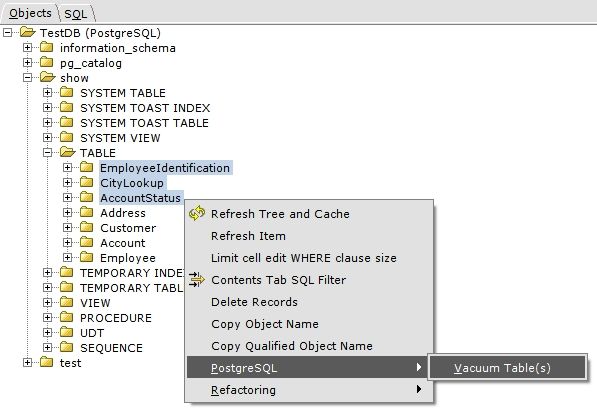 Objects SQL
TestDB (PostgreSQL)
information_schema
pg_catalog
show
SYSTEM TABLE
SYSTEM TOAST INDEX
SYSTEM TOAST TABLE
SYSTEM VIEW
TABLE
EmployeeIdentification
CityLookup
AccountStatus
Address
Customer
Account
Employee
TEMPORARY INDE
TEMPORARY TABL
VIEW
PROCEDURE
UDT
SEQUENCE
test
Refresh Tree and Cache
Refresh Item
Limit cell edit WHERE clause size
Contents Tab SQL Filter
Delete Records
Copy Object Name
Copy Qualified Object Name
PostgreSQL
Refactoring
Vacuum Table(s)